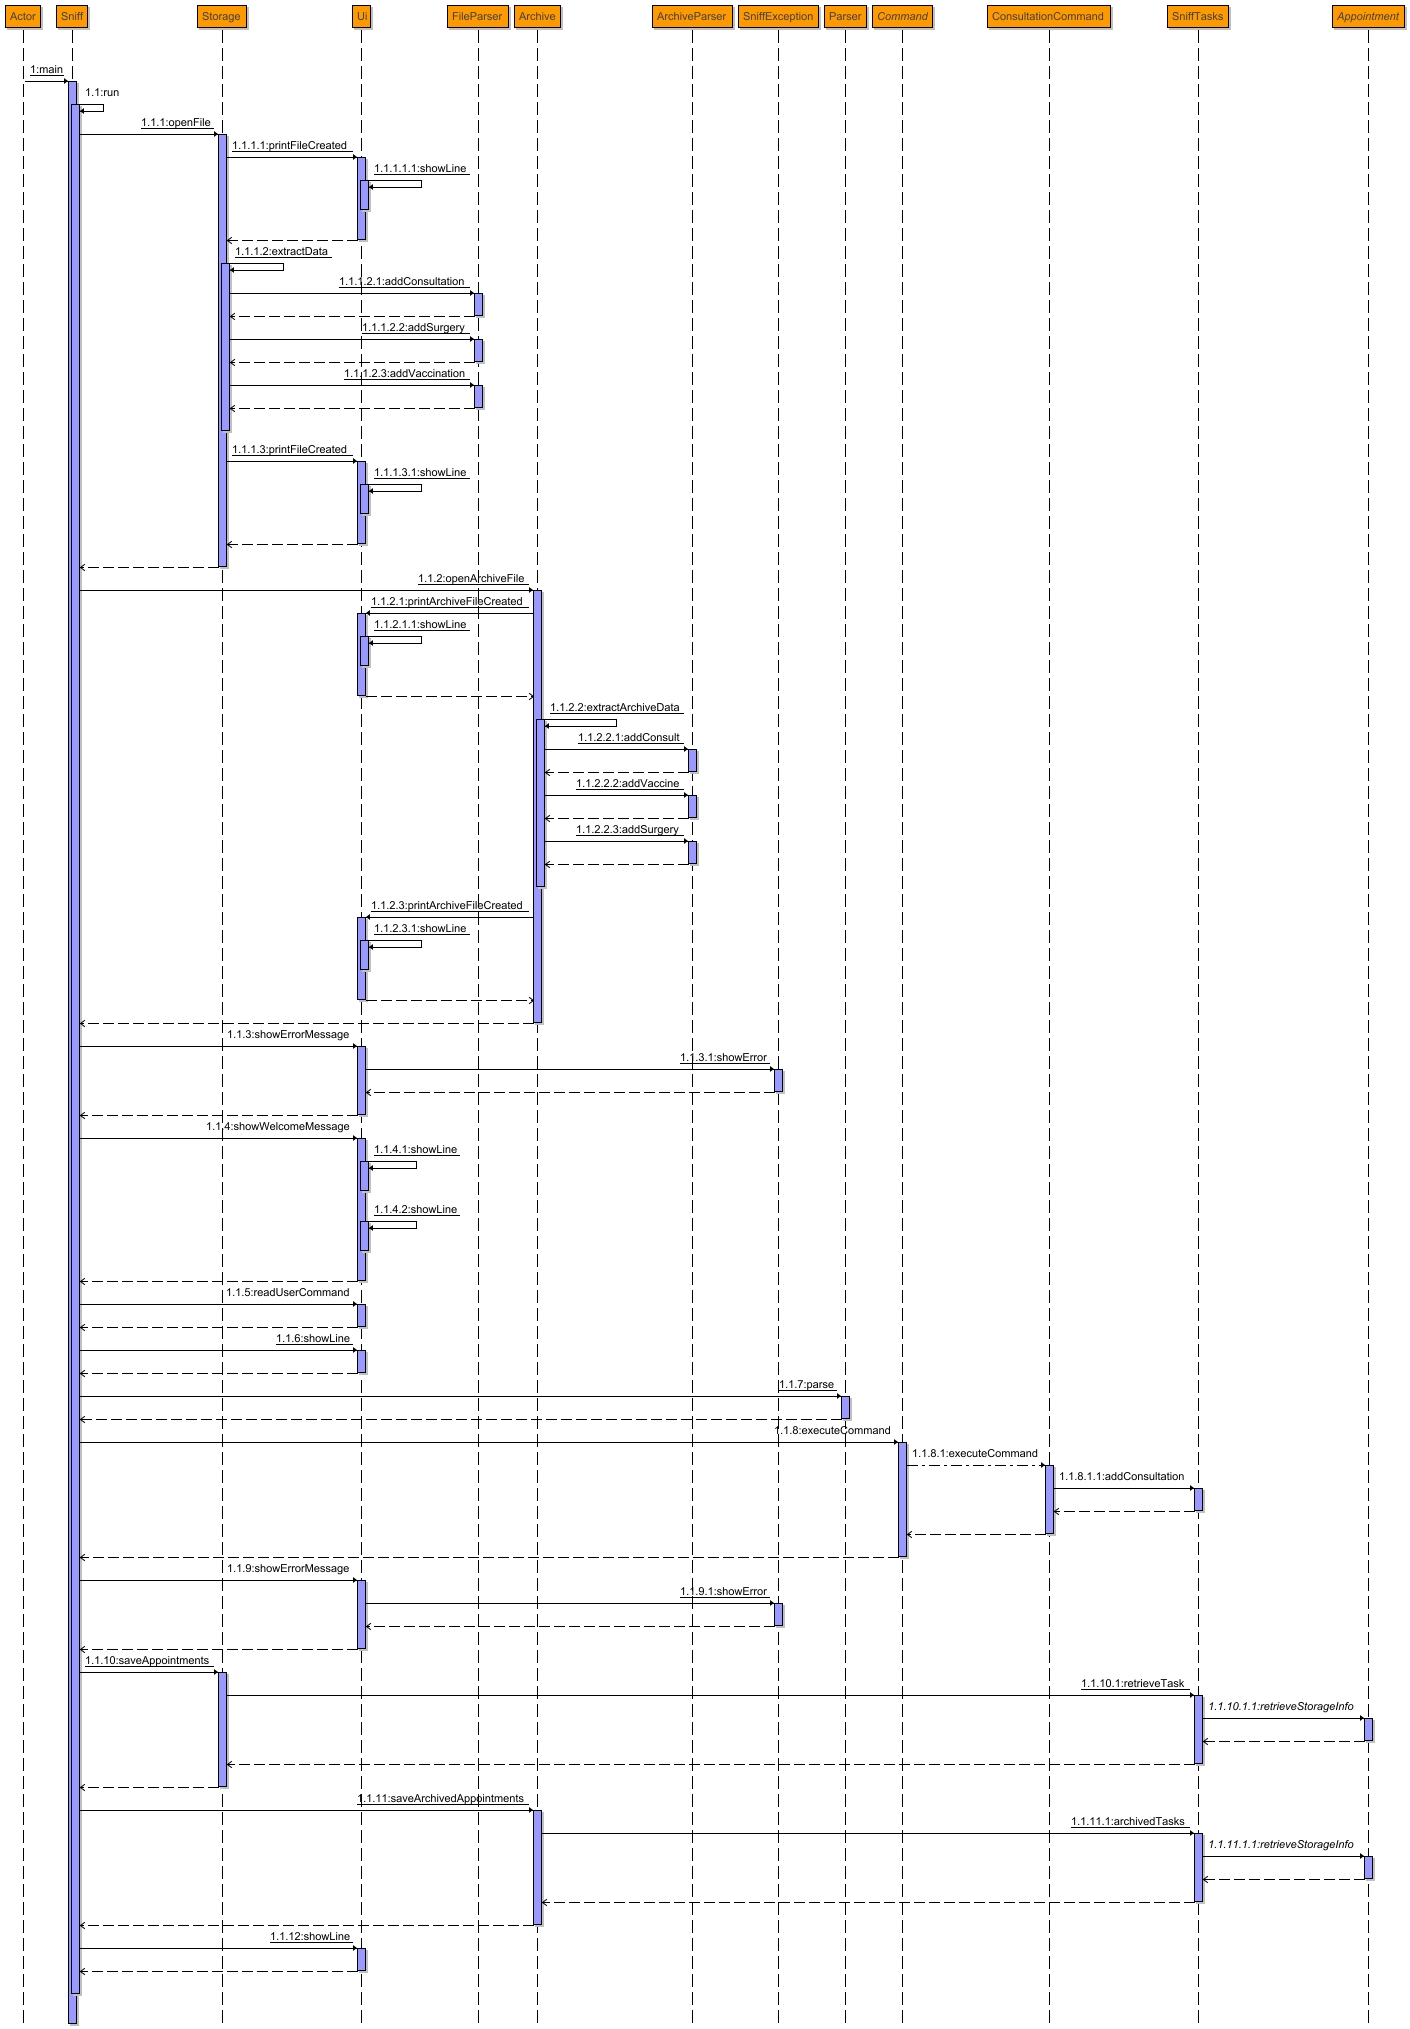 Actor Sniff Storage Ui FileParser Archive ArchiveParser SniffException Parser Command ConsultationCommand SniffTasks Appointment
1:main
1.1:run
1.1.1:openFile
1.1.1.1:printFileCreated
1.1.1.1.1:showLine
1.1.1.2:extractData
1.1.1.2.1:addConsultation
1.1.1.2.2:addSurgery
1.1.1.2.3:addVaccination
1.1.1.3:printFileCreated
1.1.1.3.1:showLine
1.1.2:openArchiveFile
1.1.2.1:printArchiveFileCreated
1.1.2.1.1:showLine
1.1.2.2:extractArchiveData
1.1.2.2.1:addConsult
1.1.2.2.2:addVaccine
1.1.2.2.3:addSurgery
1.1.2.3:printArchiveFileCreated
1.1.2.3.1:showLine
1.1.3:showErrorMessage
1.1.3.1:showError
1.1.4:showWelcomeMessage
1.1.4.1:showLine
1.1.4.2:showLine
1.1.5:readUserCommand
1.1.6:showLine
1.1.7:parse
1.1.8:executeCommand
1.1.8.1:executeCommand
1.1.8.1.1:addConsultation
1.1.9:showErrorMessage
1.1.9.1:showError
1.1.10:saveAppointments
1.1.10.1:retrieveTask
1.1.10.1.1:retrieveStorageInfo
1.1.11:saveArchivedAppointments
1.1.11.1:archivedTasks
1.1.11.1.1:retrieveStorageInfo
1.1.12:showLine